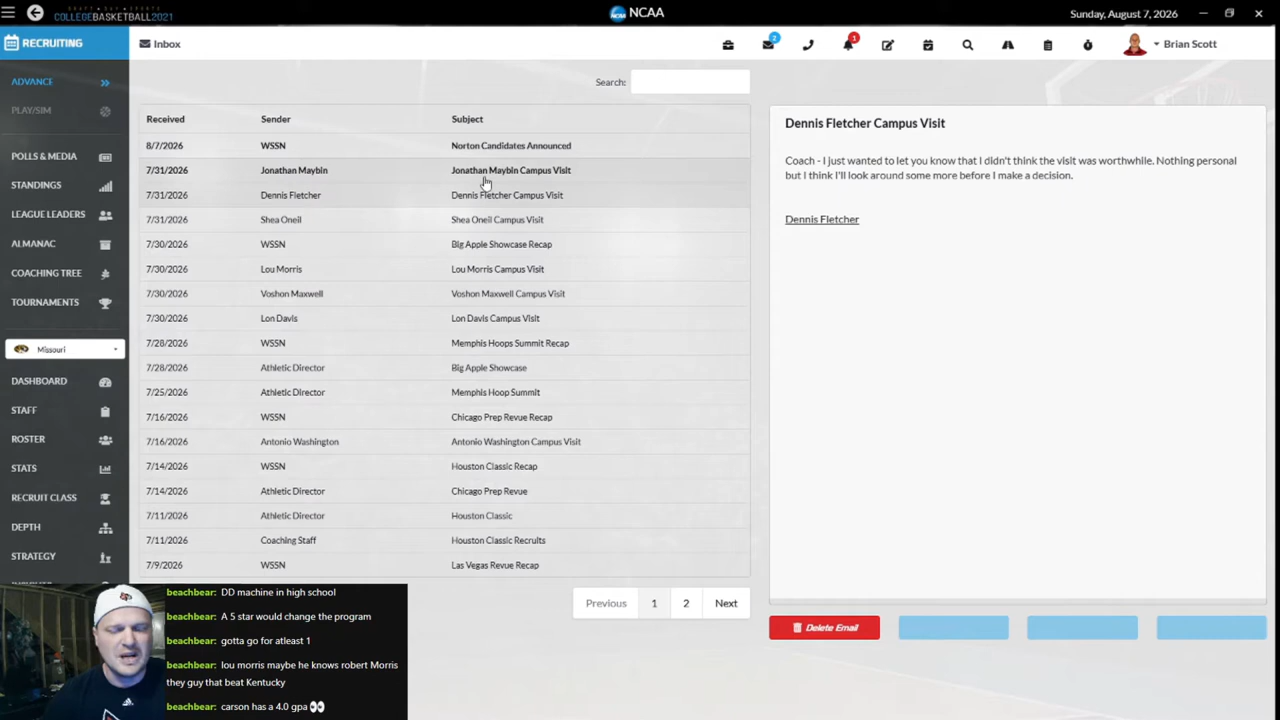 DRAFT DAY SPORTS
COLLEGEBASKETBALL2021
NCAA
Sunday, August 7, 2026
RECRUITING
Inbox
2
1
Brian Scott
ADVANCE
PLAY/SIM
POLLS & MEDIA
STANDINGS
LEAGUE LEADERS
ALMANAC
COACHING TREE
TOURNAMENTS
Missouri
DASHBOARD
STAFF
ROSTER
STATS
RECRUIT CLASS
DEPTH
STRATEGY
Search:
Received Sender Subject
8/7/2026 WSSN Norton Candidates Announced
7/31/2026 Jonathan Maybin Jonathan Maybin Campus Visit
7/31/2026 Dennis Fletcher Dennis Fletcher Campus Visit
7/31/2026 Shea Oneil Shea Oneil Campus Visit
7/30/2026 WSSN Big Apple Showcase Recap
7/30/2026 Lou Morris Lou Morris Campus Visit
7/30/2026 Voshon Maxwell Voshon Maxwell Campus Visit
7/30/2026 Lon Davis Lon Davis Campus Visit
7/28/2026 WSSN Memphis Hoops Summit Recap
7/28/2026 Athletic Director Big Apple Showcase
7/25/2026 Athletic Director Memphis Hoop Summit
7/16/2026 WSSN Chicago Prep Revue Recap
7/16/2026 Antonio Washington Antonio Washington Campus Visit
7/14/2026 WSSN Houston Classic Recap
7/14/2026 Athletic Director Chicago Prep Revue
7/11/2026 Athletic Director Houston Classic
7/11/2026 Coaching Staff Houston Classic Recruits
7/9/2026 WSSN Las Vegas Revue Recap
Previous 1 2 Next
Dennis Fletcher Campus Visit
Coach - I just wanted to let you know that I didn't think the visit was worthwhile. Nothing personal
but I think I'll look around some more before I make a decision.
Dennis Fletcher
Delete Email
beachbear: DD machine in high school
beachbear: A 5 star would change the program
beachbear: gotta go for atleast 1
beachbear: lou morris maybe he knows robert Morris
they guy that beat Kentucky
beachbear: carson has a 4.0 gpa 👀